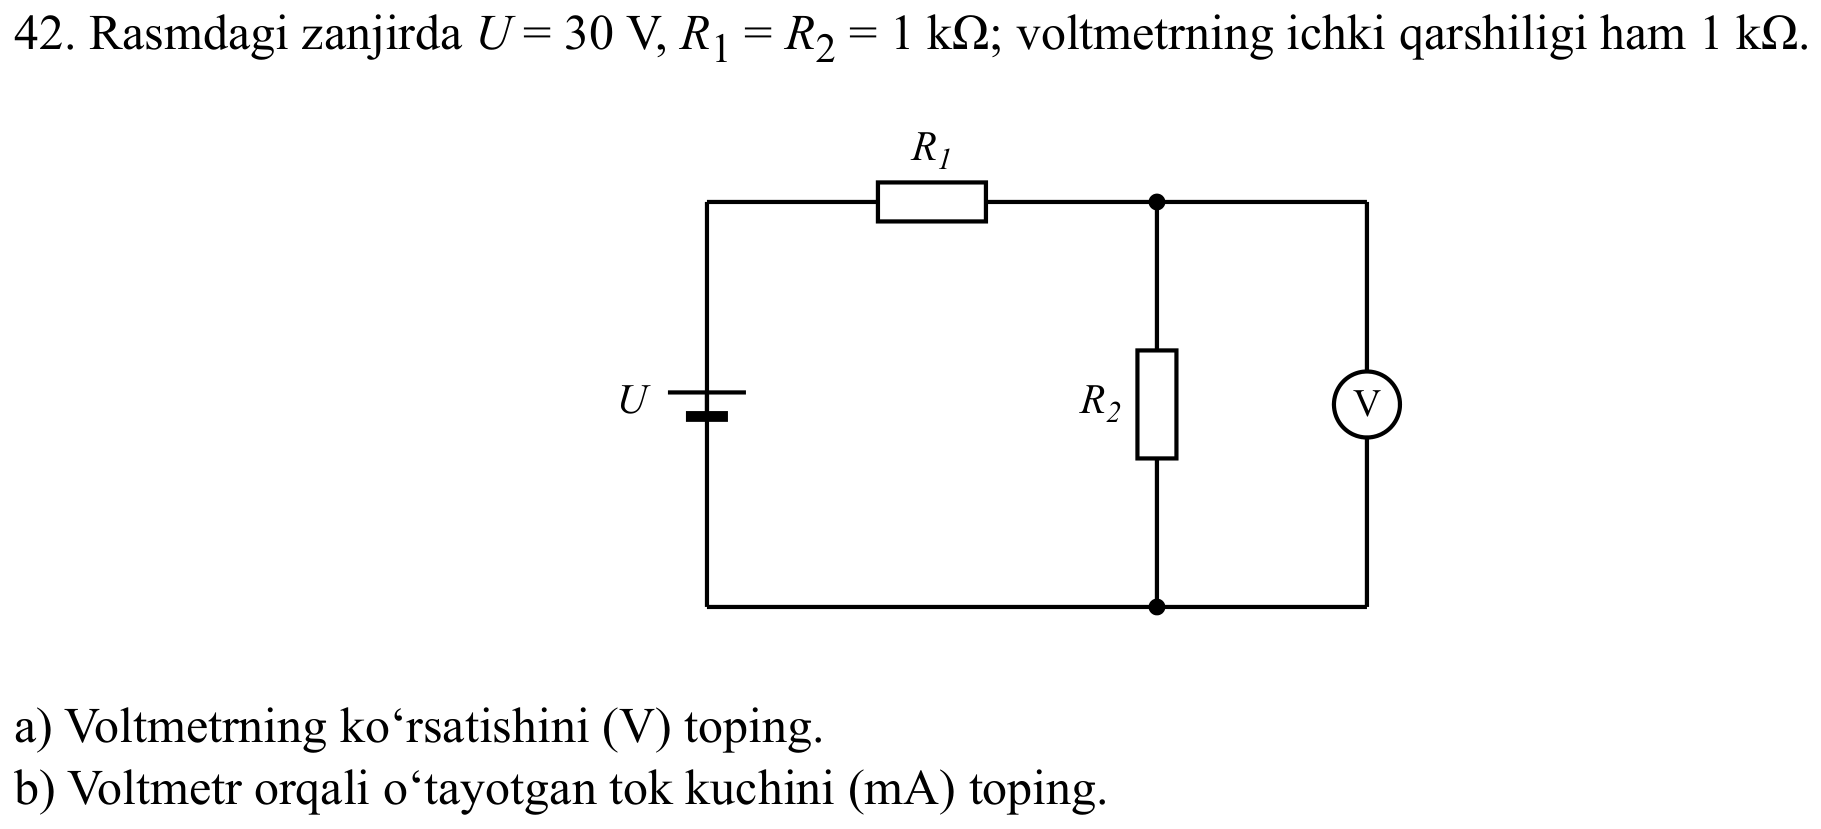 42. Rasmdagi zanjirda U = 30 V, R₁ = R₂ = 1 kΩ; voltmetrning ichki qarshiligi ham 1 kΩ.
R₁
U
R₂
V
a) Voltmetrning ko‘rsatishini (V) toping.
b) Voltmetr orqali o‘tayotgan tok kuchini (mA) toping.